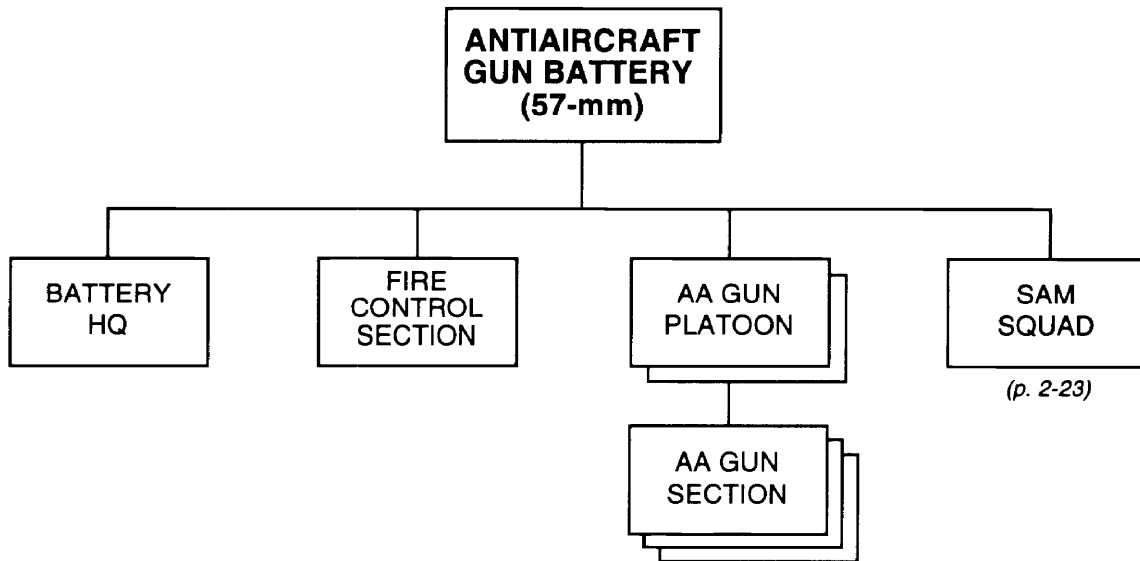 ANTIAIRCRAFT
GUN BATTERY
(57-mm)
BATTERY
HQ
FIRE
CONTROL
SECTION
AA GUN
PLATOON
SAM
SQUAD
(p. 2-23)
AA GUN
SECTION